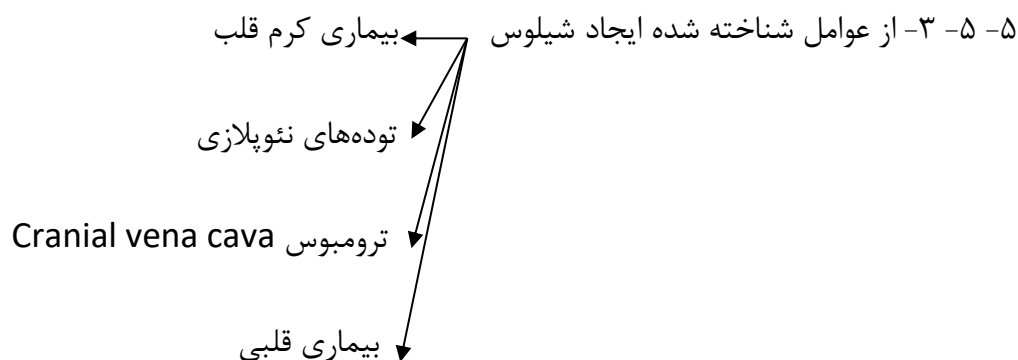 ۵- ۵- ۳- از عوامل شناخته شده ایجاد شیلوس بیماری کرم قلب
توده‌های نئوپلازی
ترومبوس Cranial vena cava
بیماری قلبی